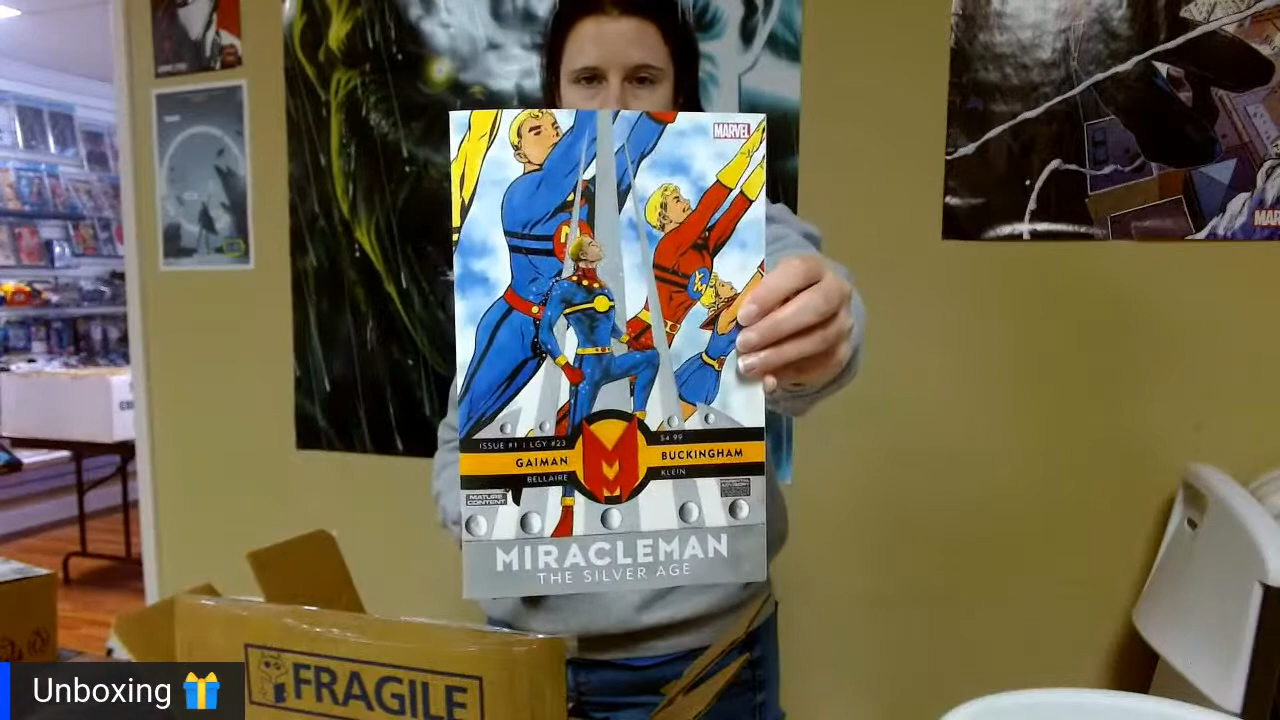 MARVEL
ISSUE #1 | LGY #23
$4.99
GAIMAN
BUCKINGHAM
BELLAIRE
KLEIN
MATURE CONTENT
M
MIRACLEMAN
THE SILVER AGE
FRAGILE
Unboxing 🎁